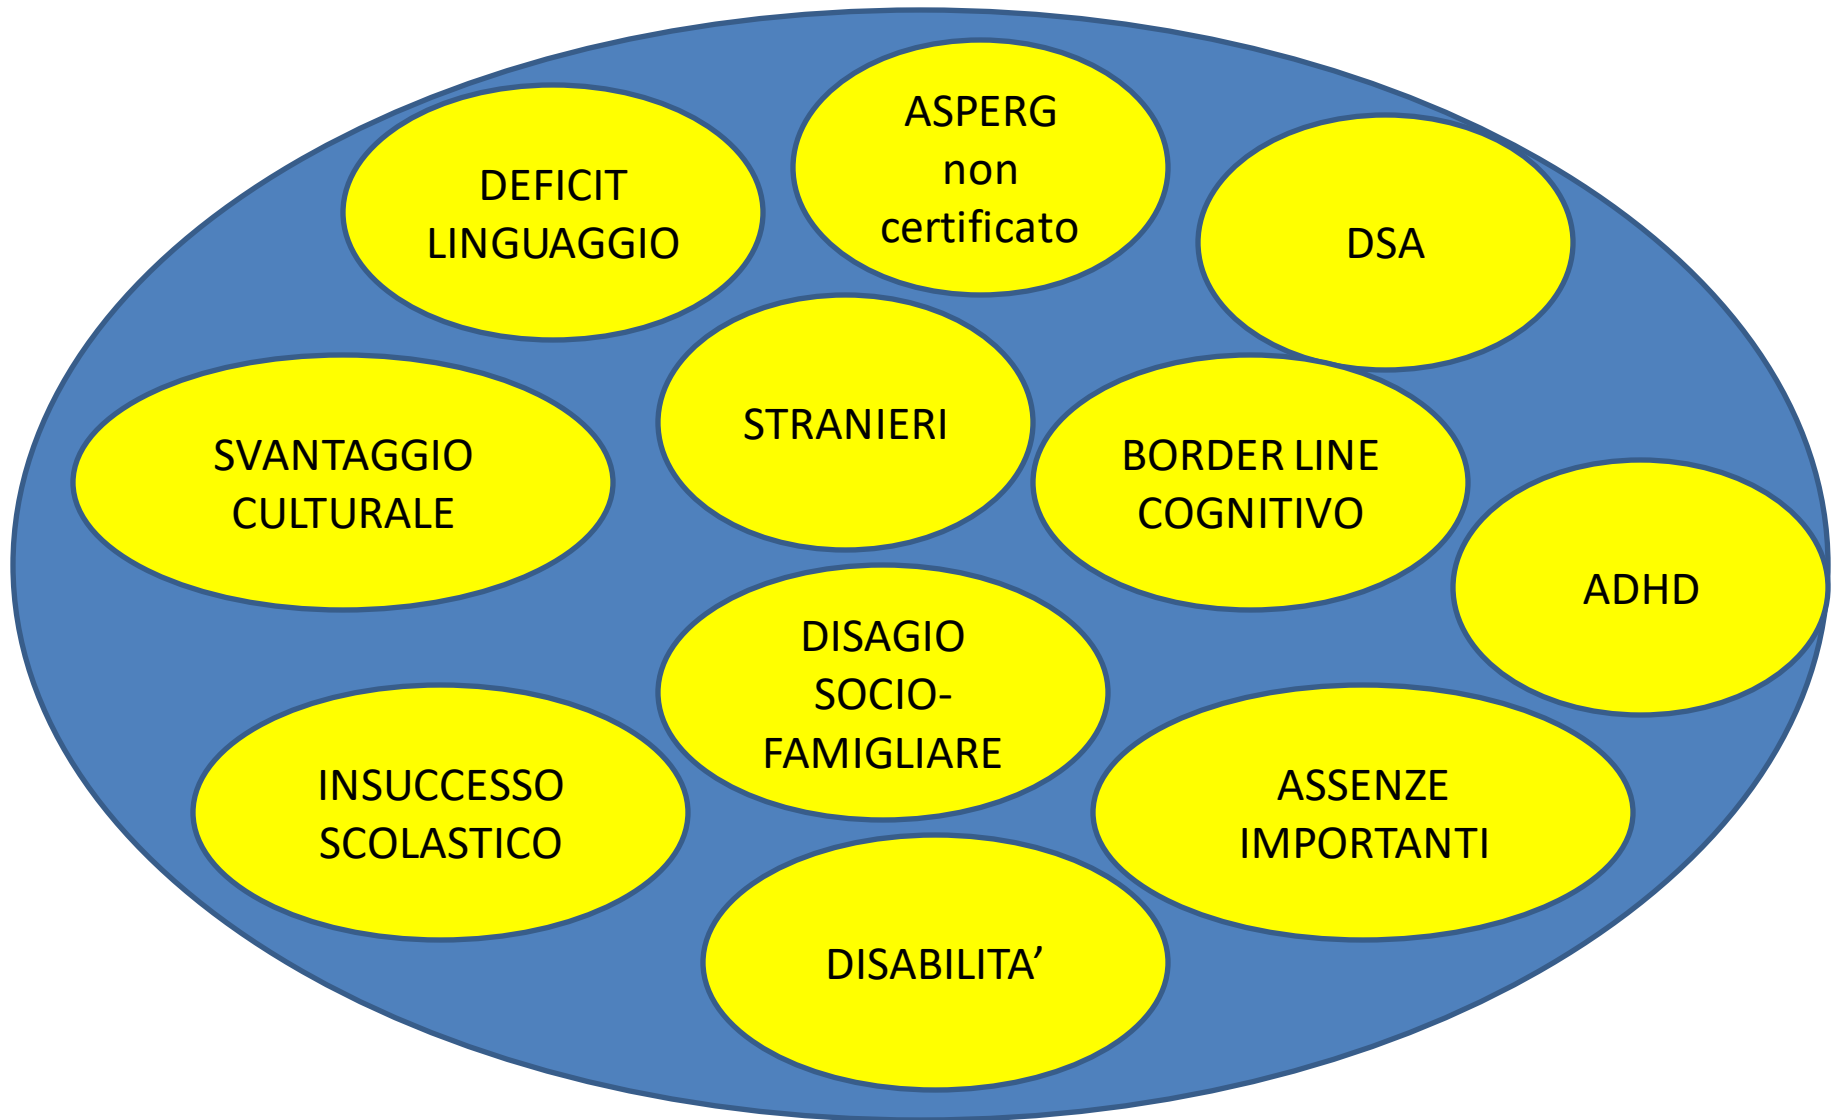 DEFICIT
LINGUAGGIO
ASPERG
non
certificato
DSA
SVANTAGGIO
CULTURALE
STRANIERI
BORDER LINE
COGNITIVO
ADHD
DISAGIO
SOCIO-
FAMIGLIARE
INSUCCESSO
SCOLASTICO
ASSENZE
IMPORTANTI
DISABILITA’